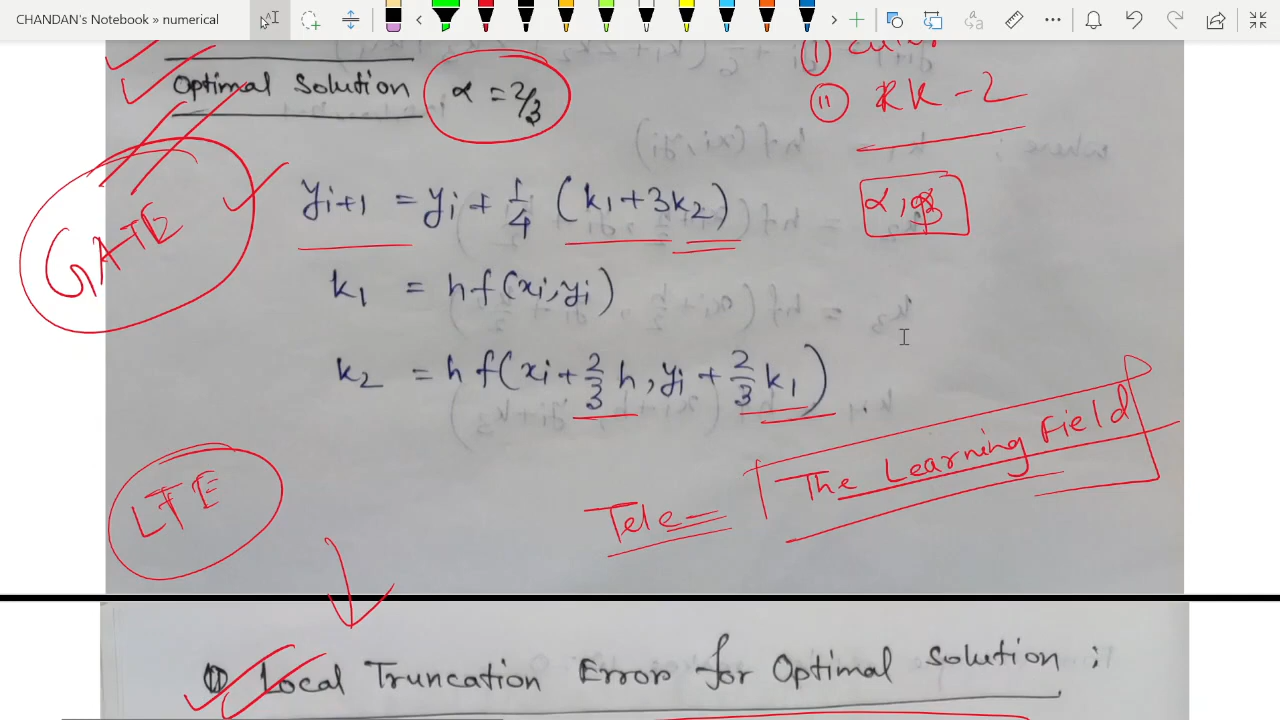 CHANDAN's Notebook » numerical
Optimal Solution
α = 2/3
II RK-2
GATE
yi+1 = yi + 1/4 (k1+3k2)
k1 = hf(xi,yi)
k2 = hf(xi+2/3 h, yi+2/3 k1)
LTE
Tele-
The Learning Field
Local Truncation Error for Optimal Solution :